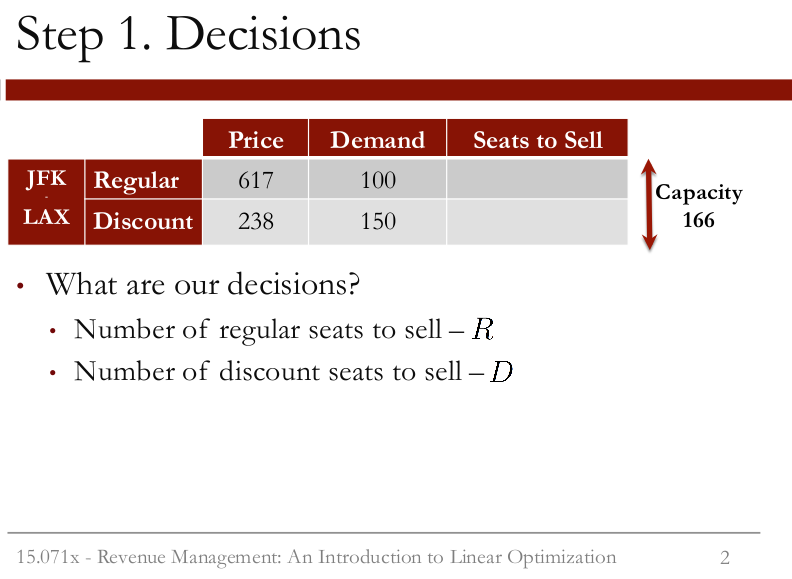 Step 1. Decisions
Price Demand Seats to Sell
JFK Regular 617 100
-
LAX Discount 238 150
Capacity
166
• What are our decisions?
• Number of regular seats to sell – R
• Number of discount seats to sell – D
15.071x - Revenue Management: An Introduction to Linear Optimization 2